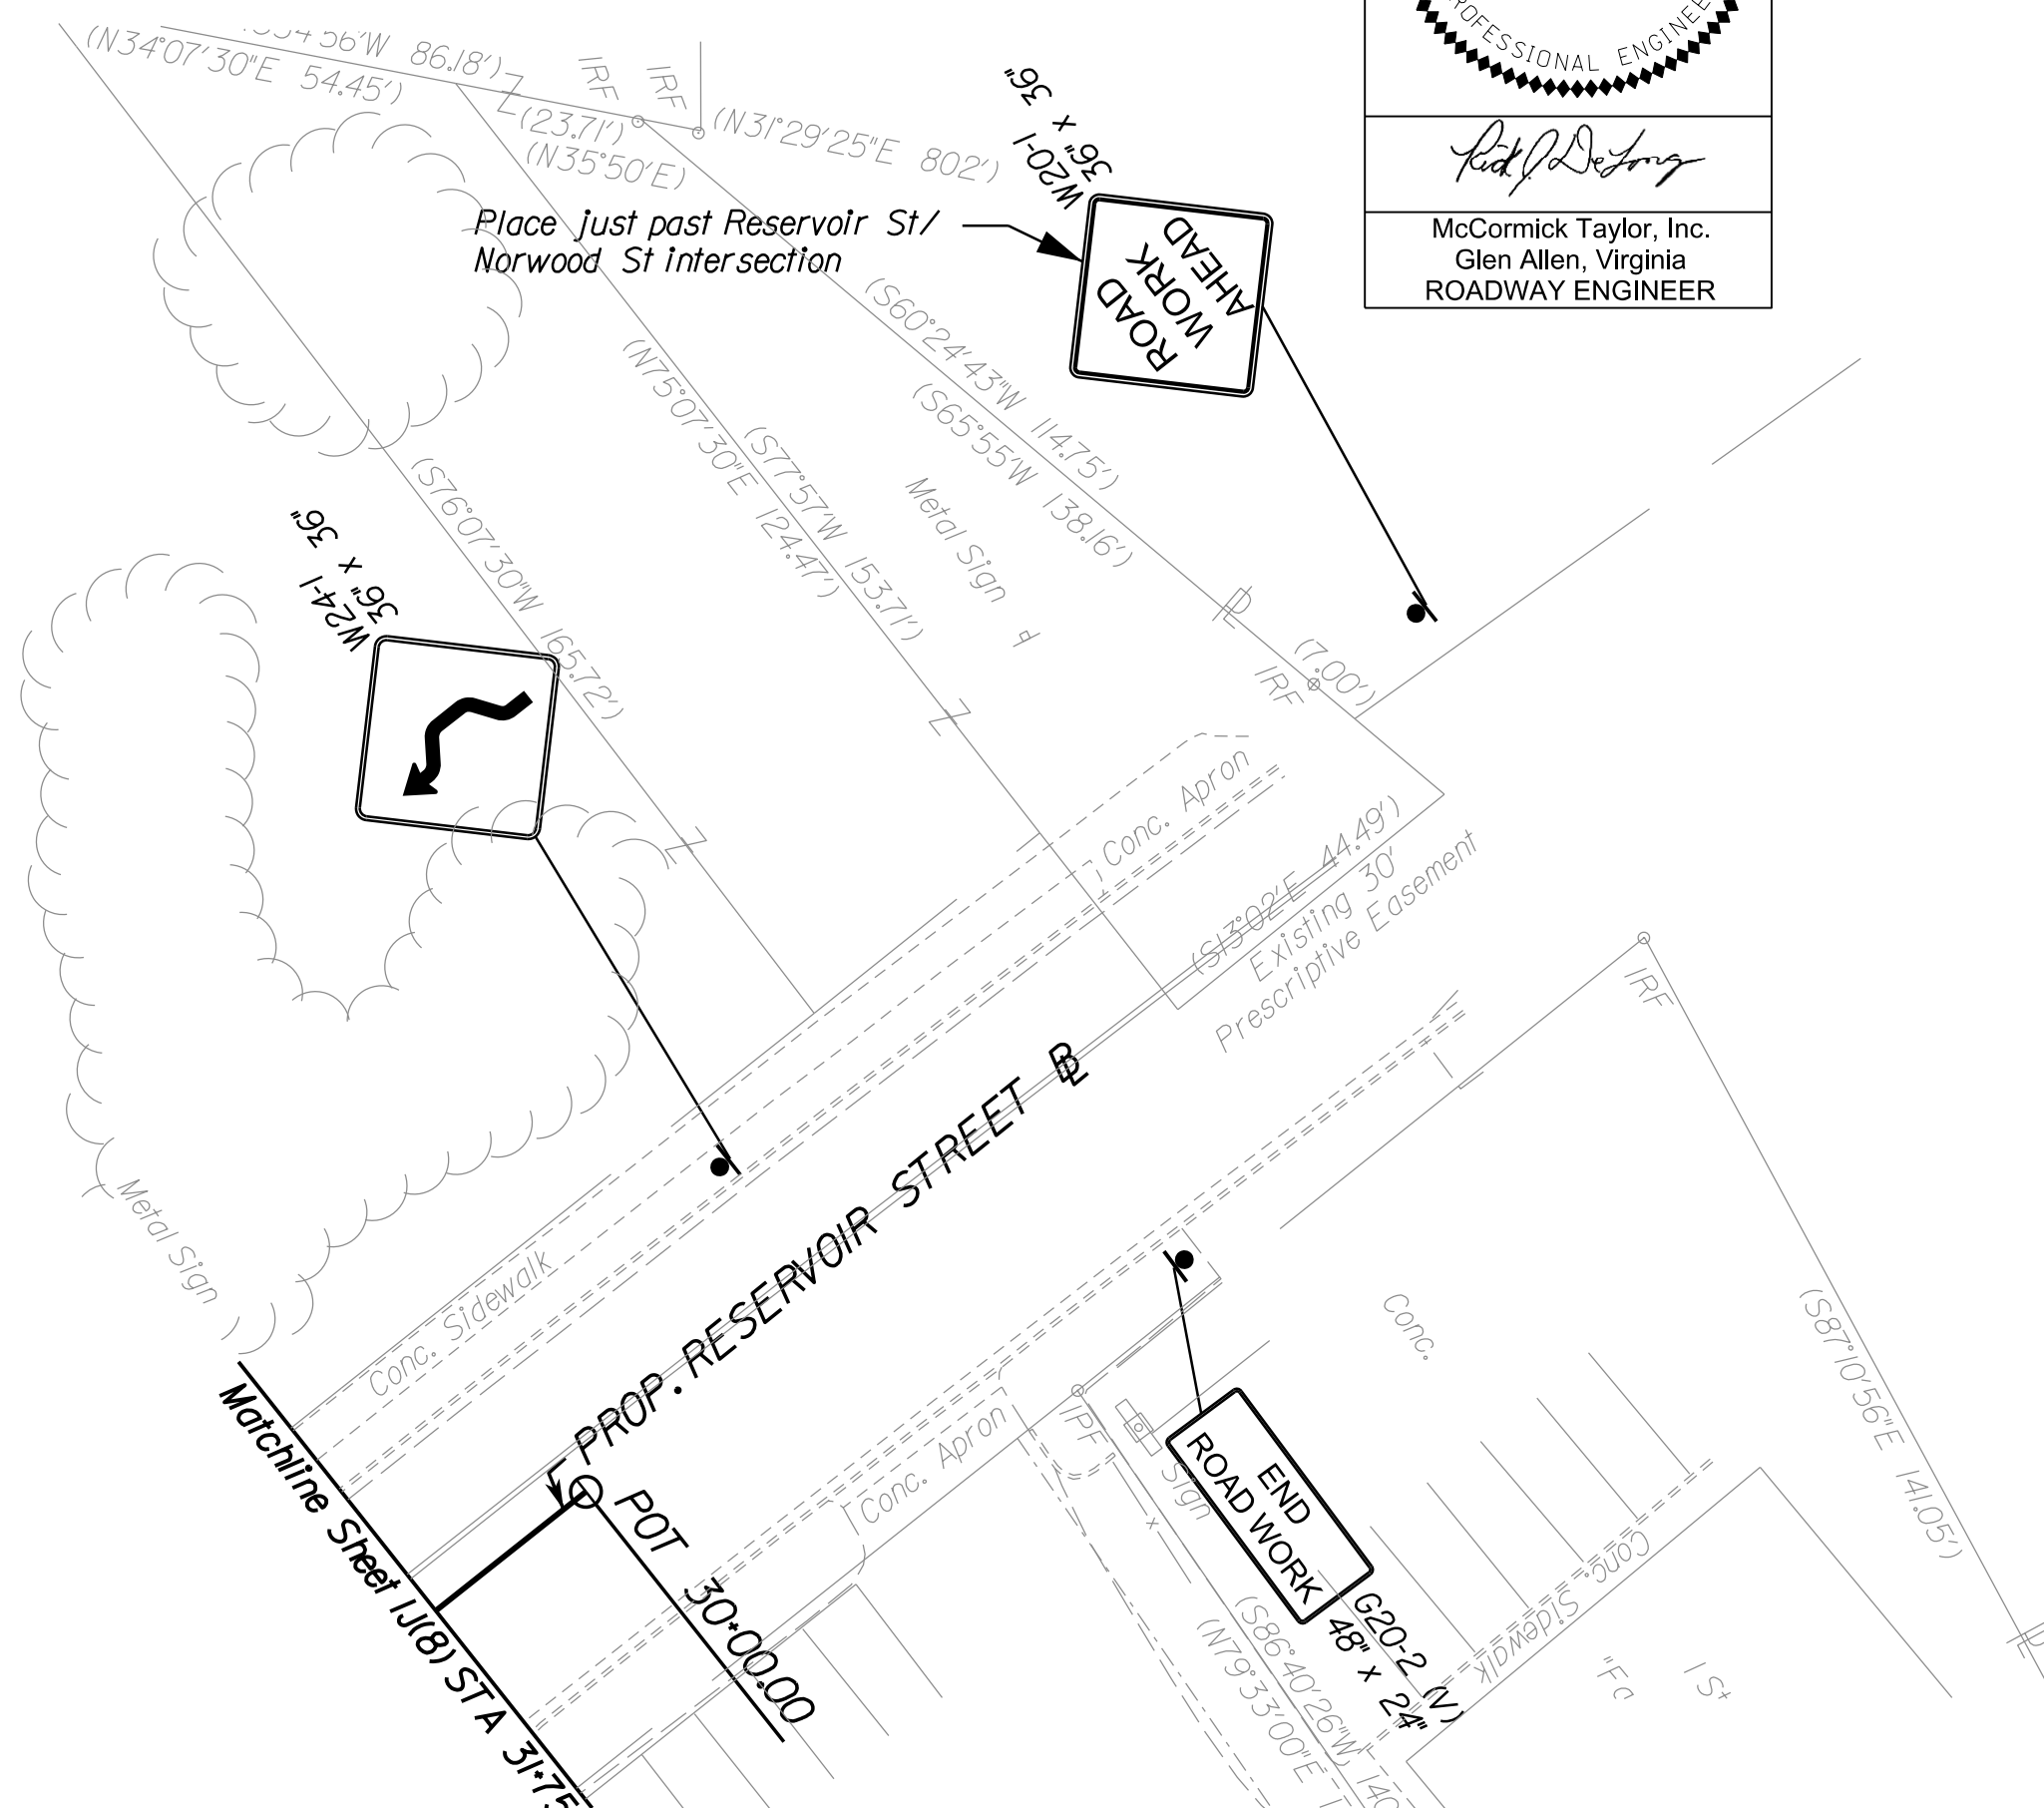 PROFESSIONAL ENGINEER
McCormick Taylor, Inc.
Glen Allen, Virginia
ROADWAY ENGINEER
(N34°07'30"E 54.45')
56"W 86.18')
IRF
IRF
(23.71')
(N35°50'E)
(N31°29'25"E 802')
Place just past Reservoir St/
Norwood St intersection
W20-1
36" x 36"
ROAD
WORK
AHEAD
(S60°24'43"W 114.75')
(S65°55'W 138.16')
(N75°07'30"E 124.47')
(S77°57'W 153.71')
Metal Sign
(S76°07'30"W 165.72')
W24-1
36" x 36"
(7.00')
IRF
Conc. Apron
(S13°02'E 44.49')
Existing 30'
Prescriptive Easement
IRF
PROP. RESERVOIR STREET BL
Metal Sign
Conc. Sidewalk
Conc.
(S87°10'56"E 141.05')
Matchline Sheet 1J(8) STA 31+75
POT 30+00.00
Conc. Apron
IPF
Sign
END
ROAD WORK
G20-2 (V)
48" x 24"
Conc. Sidewalk
(S86°40'26"W 140
(N79°33'00"E
"Fa
1 St